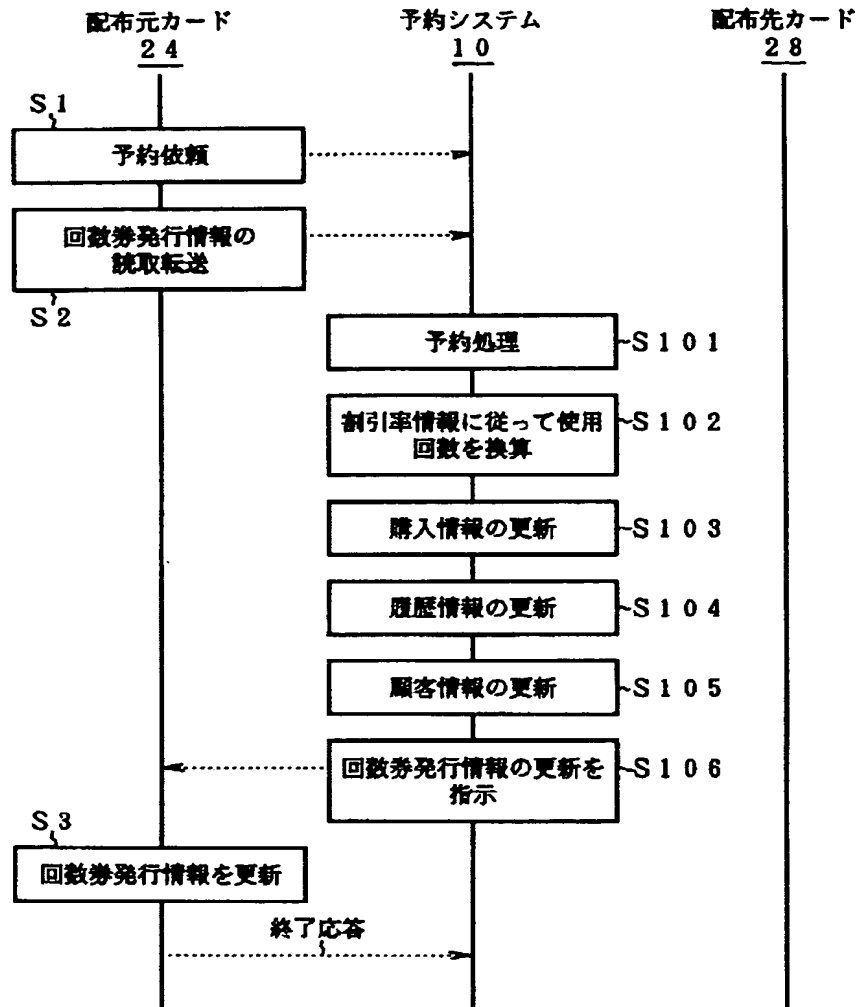 配布元カード
24
予約システム
10
配布先カード
28
S1
予約依頼
回数券発行情報の
読取転送
S2
予約処理
S101
割引率情報に従って使用
回数を換算
S102
購入情報の更新
S103
履歴情報の更新
S104
顧客情報の更新
S105
回数券発行情報の更新を
指示
S106
S3
回数券発行情報を更新
終了応答